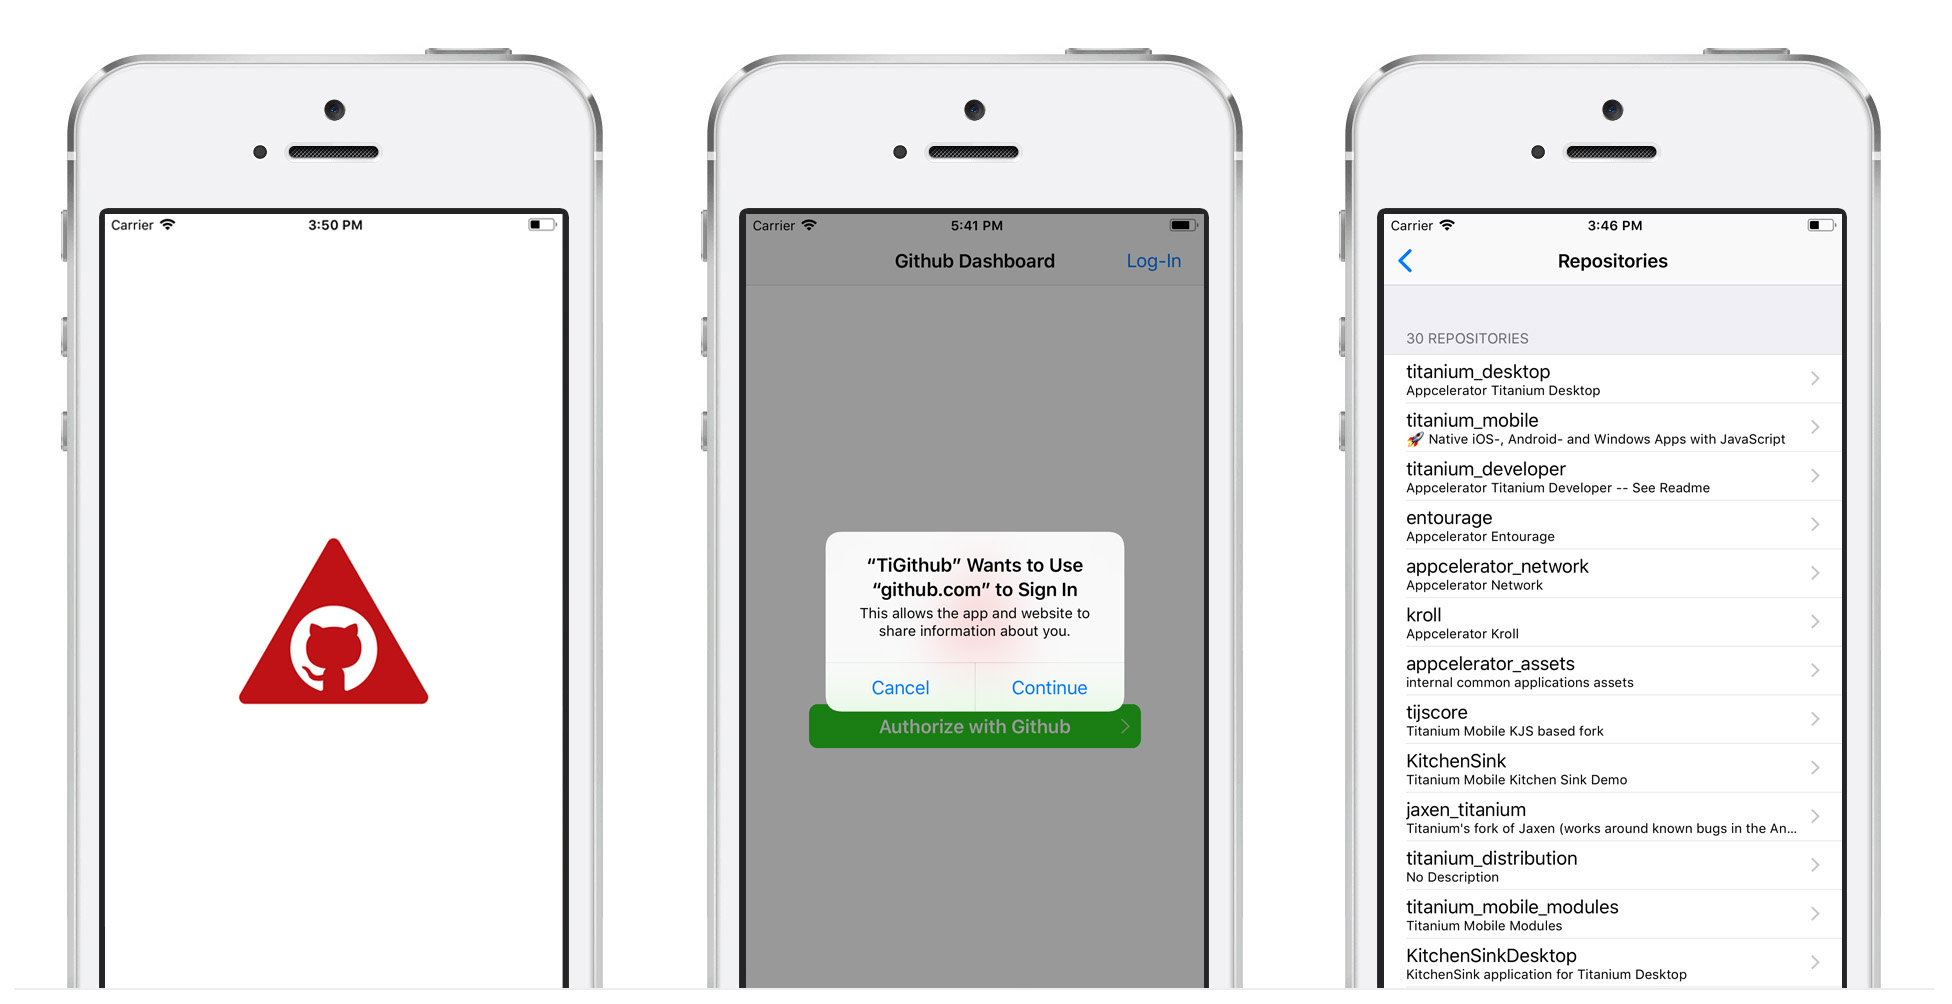 Carrier 3:50 PM
Carrier 5:41 PM
Github Dashboard Log-In
“TiGithub” Wants to Use
“github.com” to Sign In
This allows the app and website to
share information about you.
Cancel Continue
Authorize with Github
Carrier 3:46 PM
Repositories
30 REPOSITORIES
titanium_desktop
Appcelerator Titanium Desktop
titanium_mobile
🚀 Native iOS-, Android- and Windows Apps with JavaScript
titanium_developer
Appcelerator Titanium Developer -- See Readme
entourage
Appcelerator Entourage
appcelerator_network
Appcelerator Network
kroll
Appcelerator Kroll
appcelerator_assets
internal common applications assets
tijscore
Titanium Mobile KJS based fork
KitchenSink
Titanium Mobile Kitchen Sink Demo
jaxen_titanium
Titanium's fork of Jaxen (works around known bugs in the An...
titanium_distribution
No Description
titanium_mobile_modules
Titanium Mobile Modules
KitchenSinkDesktop
KitchenSink application for Titanium Desktop